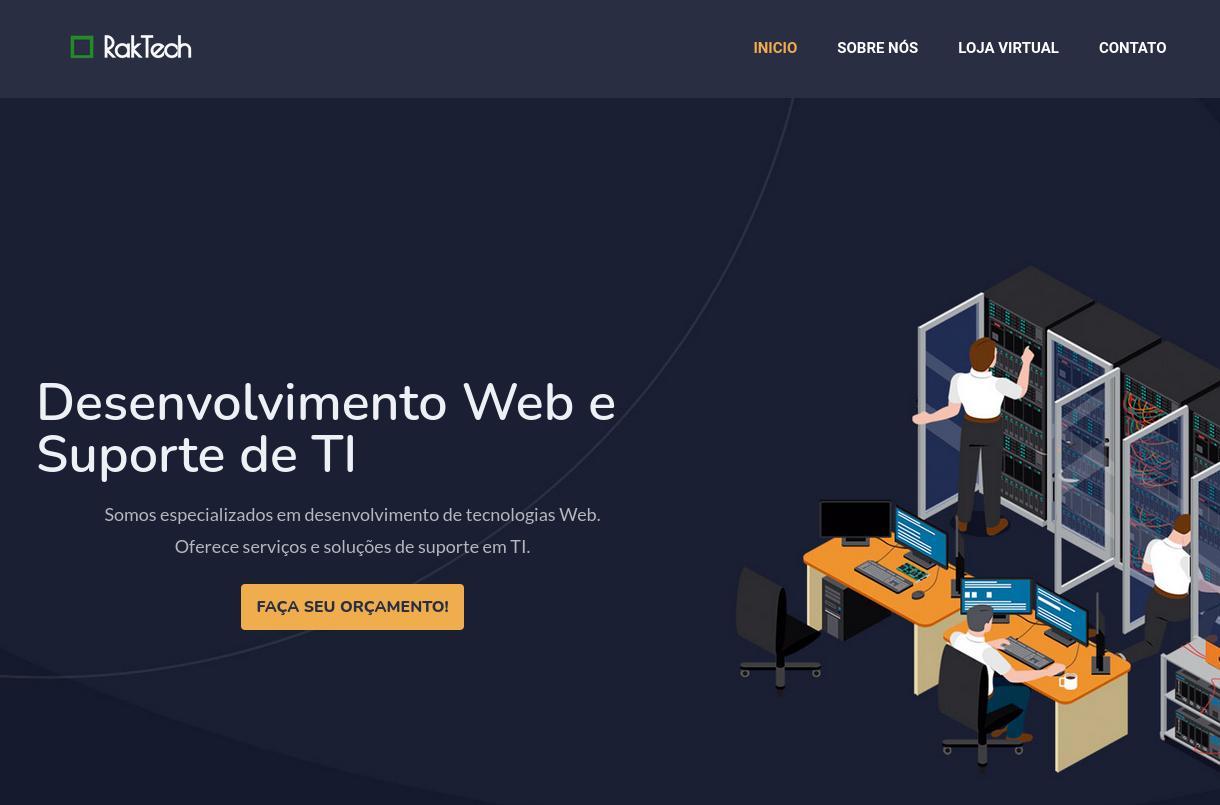 RakTech
INICIO SOBRE NÓS LOJA VIRTUAL CONTATO
Desenvolvimento Web e
Suporte de TI
Somos especializados em desenvolvimento de tecnologias Web.
Oferece serviços e soluções de suporte em TI.
FAÇA SEU ORÇAMENTO!